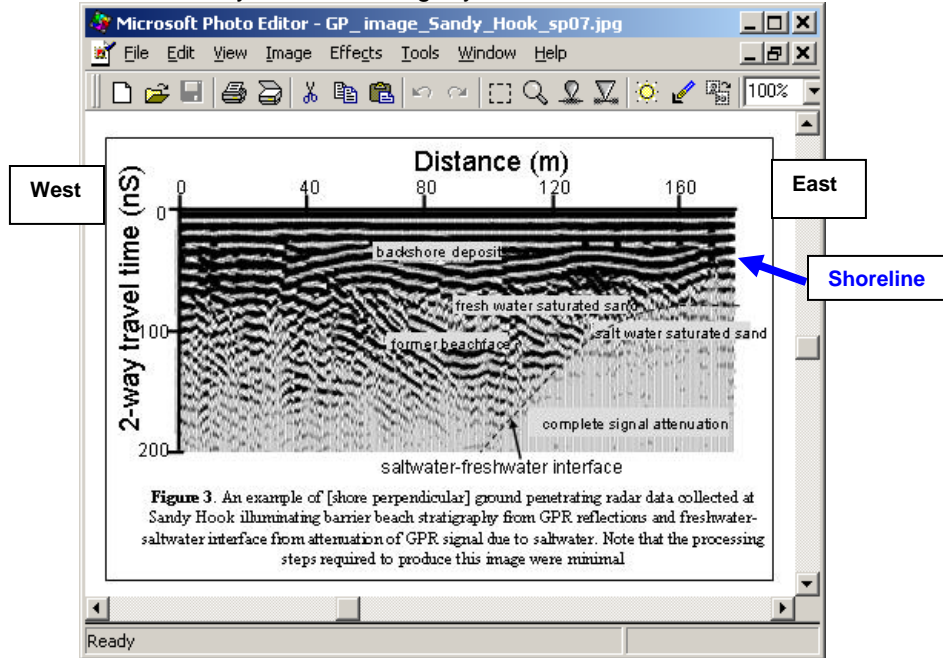 Microsoft Photo Editor - GP_image_Sandy_Hook_sp07.jpg
File Edit View Image Effects Tools Window Help
100%
Distance (m)
West
East
0 40 80 120 160
2-way travel time (nS)
0
backshore deposit
Shoreline
fresh water saturated sand
100
salt water saturated sand
former beachface
complete signal attenuation
200
saltwater-freshwater interface
Figure 3. An example of [shore perpendicular] ground penetrating radar data collected at
Sandy Hook illuminating barrier beach stratigraphy from GPR reflections and freshwater-
saltwater interface from attenuation of GPR signal due to saltwater. Note that the processing
steps required to produce this image were minimal
Ready